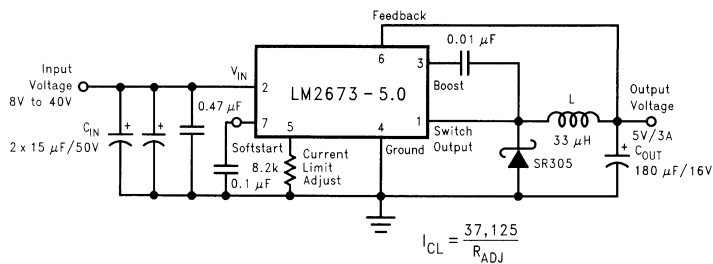 Feedback
0.01 μF
6
3
Input
Voltage
8V to 40V
V_IN
2
LM2673-5.0
Boost
L
Output
Voltage
5V/3A
0.47 μF
7
1
C_IN
2 x 15 μF/50V
5
4
Switch
Output
33 μH
Softstart
8.2k
Current
Limit
Adjust
Ground
SR305
C_OUT
180 μF/16V
0.1 μF
+
+
+
I_CL = 37,125 / R_ADJ